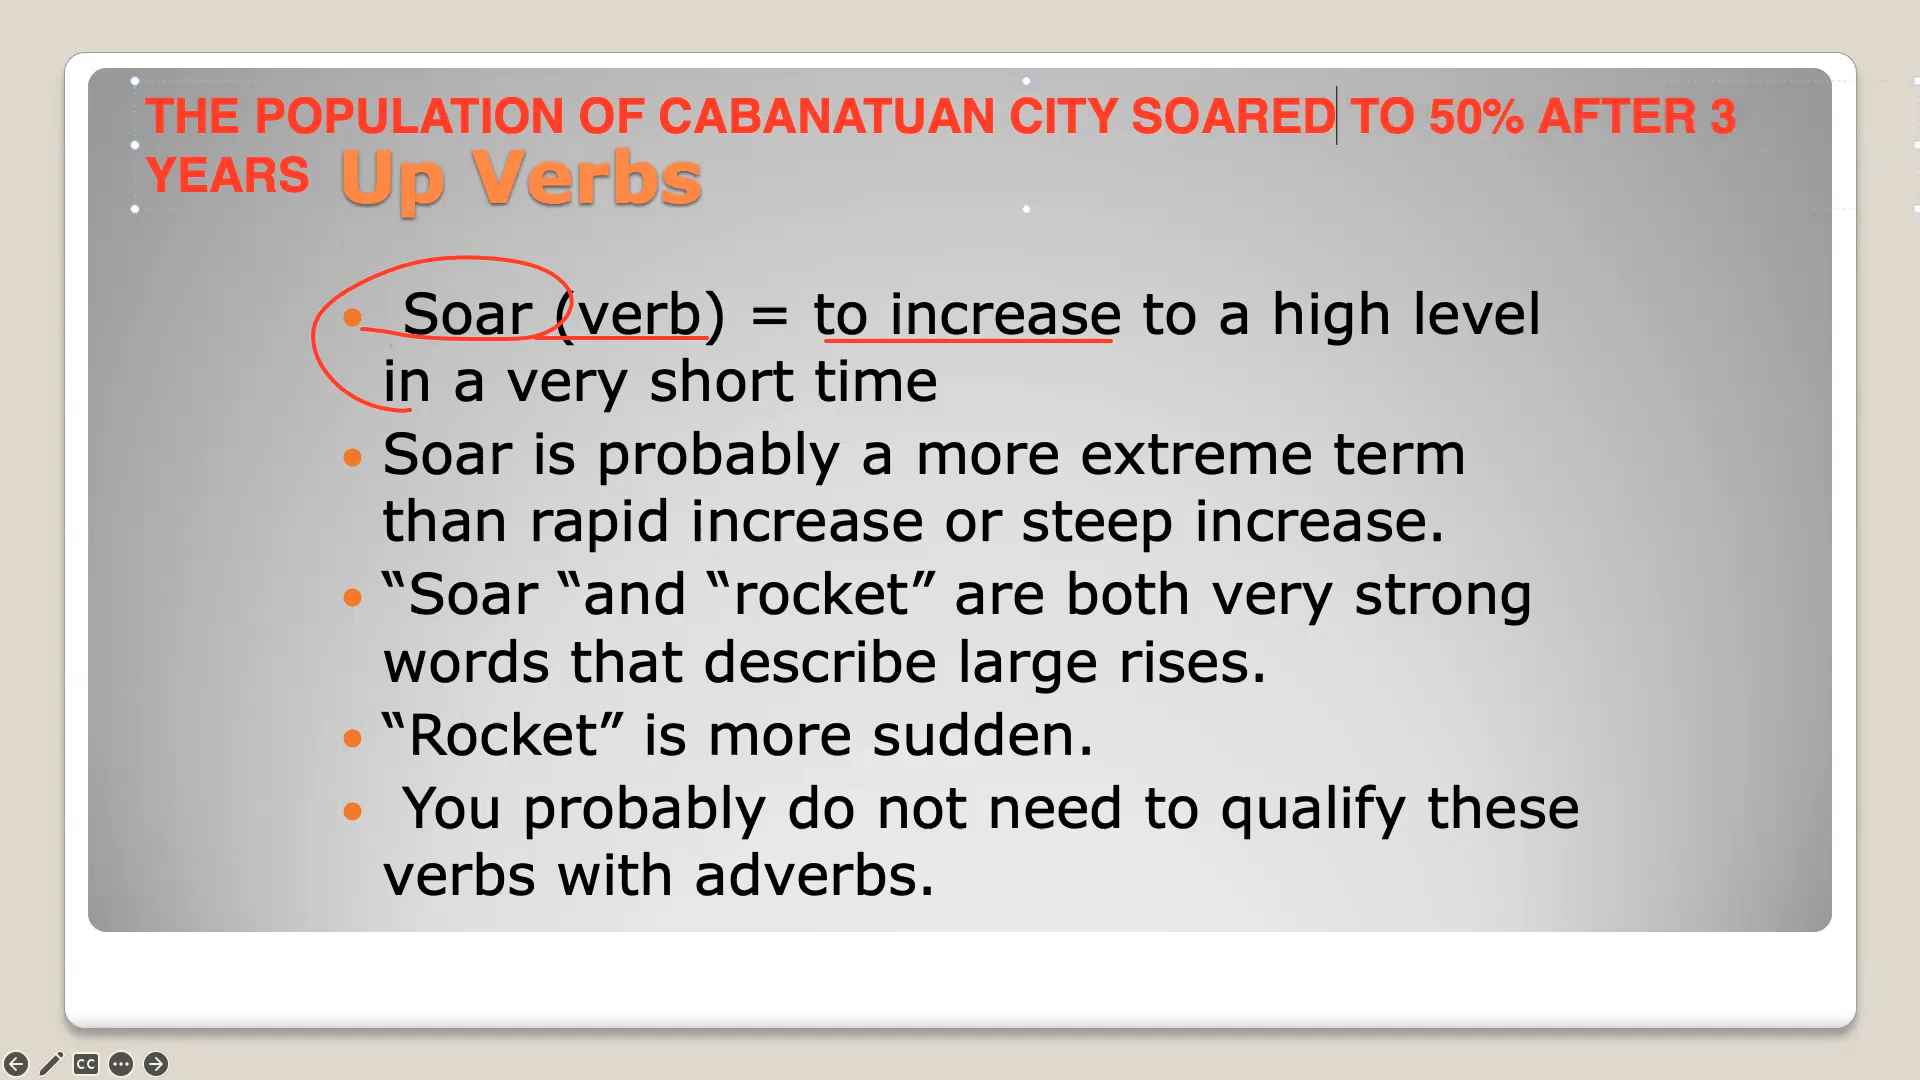 THE POPULATION OF CABANATUAN CITY SOARED TO 50% AFTER 3
YEARS
Up Verbs
• Soar (verb) = to increase to a high level
in a very short time
• Soar is probably a more extreme term
than rapid increase or steep increase.
• “Soar “and “rocket” are both very strong
words that describe large rises.
• “Rocket” is more sudden.
• You probably do not need to qualify these
verbs with adverbs.
CC